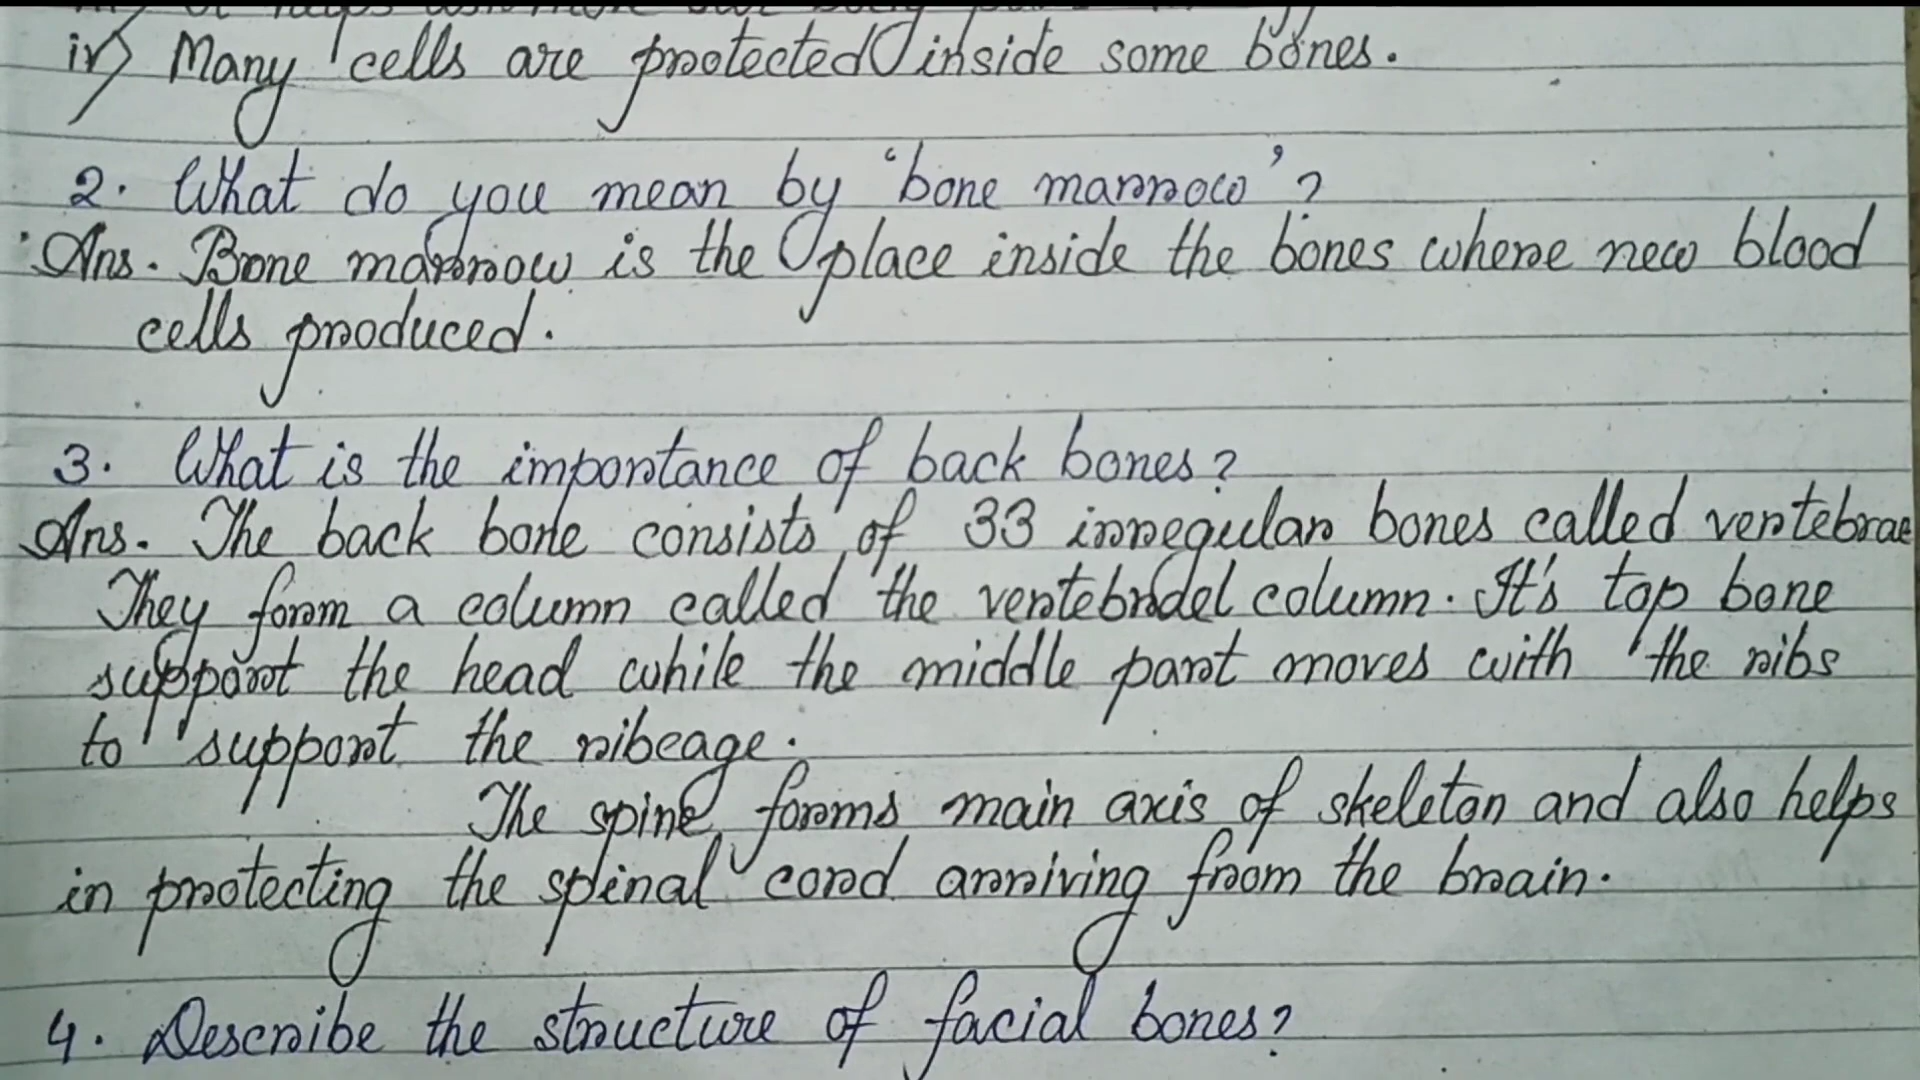 iv) Many cells are protected inside some bones.
2. What do you mean by 'bone marrow'?
Ans. Bone marrow is the place inside the bones where new blood
cells produced.
3. What is the importance of back bones?
Ans. The back bone consists of 33 irregular bones called vertebrae
They form a column called the vertebral column. It's top bone
support the head while the middle part moves with the ribs
to support the ribcage.
The spine forms main axis of skeleton and also helps
in protecting the spinal cord arriving from the brain.
4. Describe the structure of facial bones?